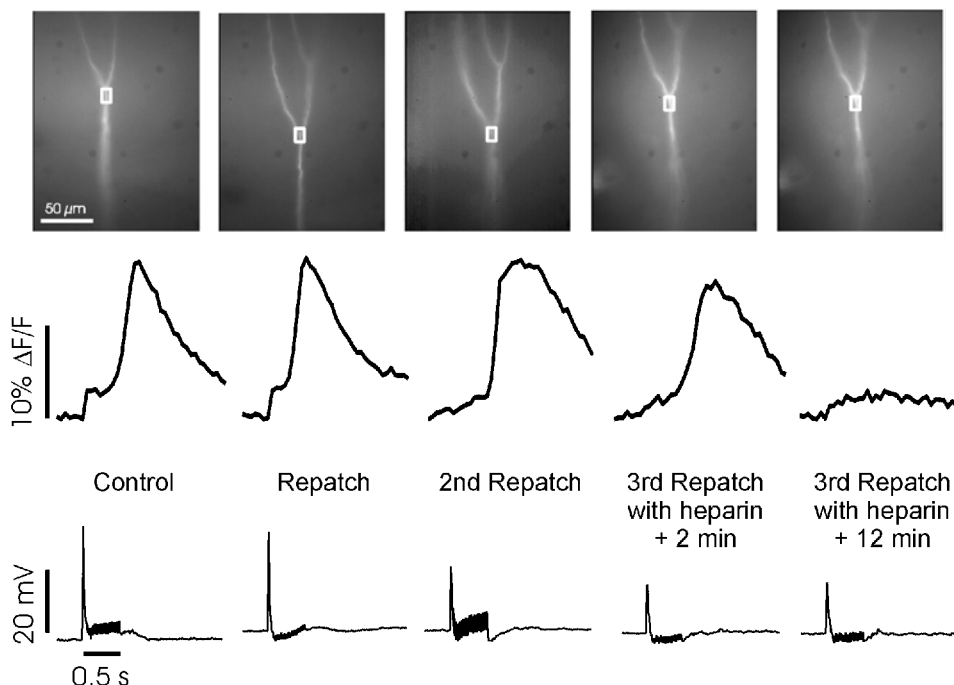 50 µm
10% ΔF/F
Control
Repatch
2nd Repatch
3rd Repatch
with heparin
+ 2 min
3rd Repatch
with heparin
+ 12 min
20 mV
0.5 s